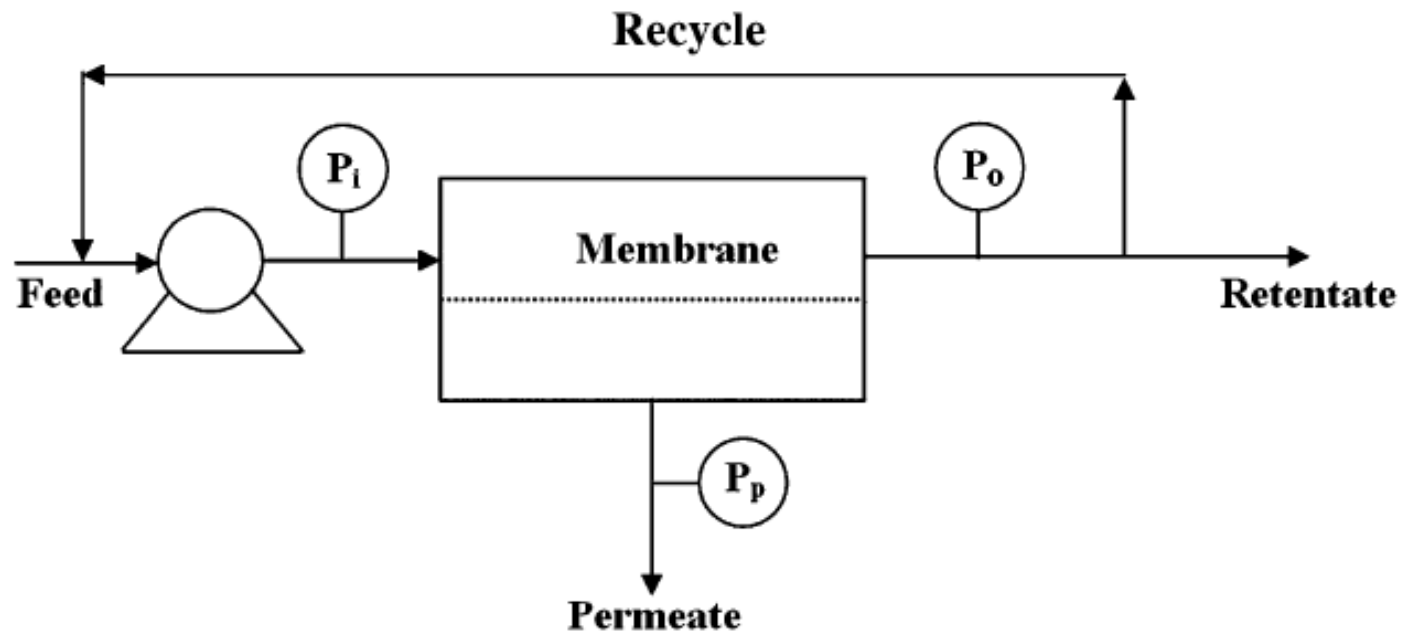 Recycle
Pi
Po
Membrane
Feed
Retentate
Pp
Permeate